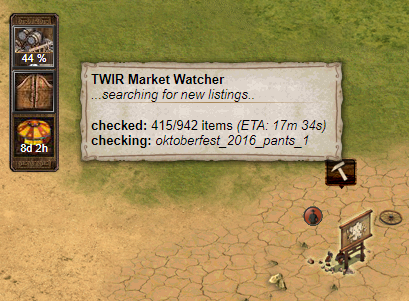 44 %
8d 2h
TWIR Market Watcher
...searching for new listings..
checked: 415/942 items (ETA: 17m 34s)
checking: oktoberfest_2016_pants_1